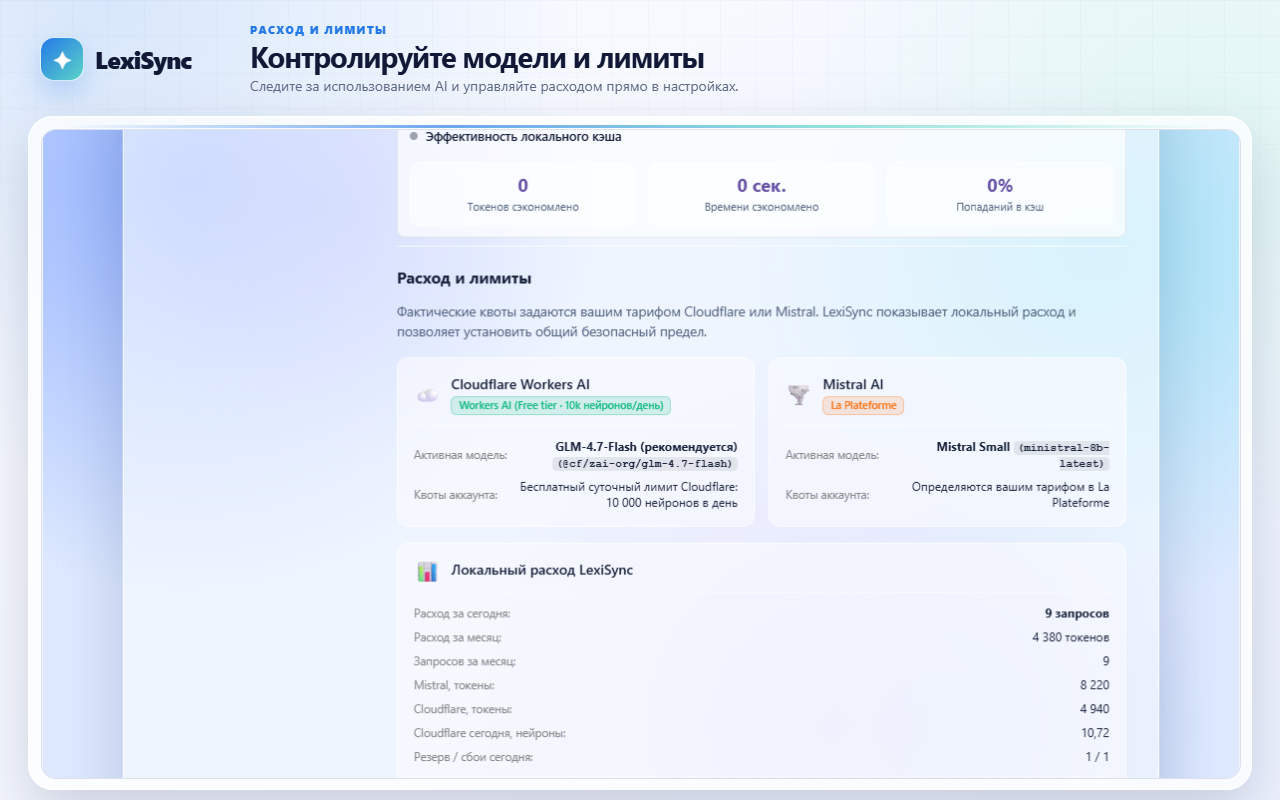 LexiSync
РАСХОД И ЛИМИТЫ
Контролируйте модели и лимиты
Следите за использованием AI и управляйте расходом прямо в настройках.
Эффективность локального кэша
0
Токенов сэкономлено
0 сек.
Времени сэкономлено
0%
Попаданий в кэш
Расход и лимиты
Фактические квоты задаются вашим тарифом Cloudflare или Mistral. LexiSync показывает локальный расход и
позволяет установить общий безопасный предел.
Cloudflare Workers AI
Workers AI (Free tier · 10k нейронов/день)
Активная модель:
GLM-4.7-Flash (рекомендуется)
(@cf/zai-org/glm-4.7-flash)
Квоты аккаунта:
Бесплатный суточный лимит Cloudflare:
10 000 нейронов в день
Mistral AI
La Plateforme
Активная модель:
Mistral Small (ministral-8b-
latest)
Квоты аккаунта:
Определяются вашим тарифом в La
Plateforme
Локальный расход LexiSync
Расход за сегодня: 9 запросов
Расход за месяц: 4 380 токенов
Запросов за месяц: 9
Mistral, токены: 8 220
Cloudflare, токены: 4 940
Cloudflare сегодня, нейроны: 10,72
Резерв / сбои сегодня: 1 / 1